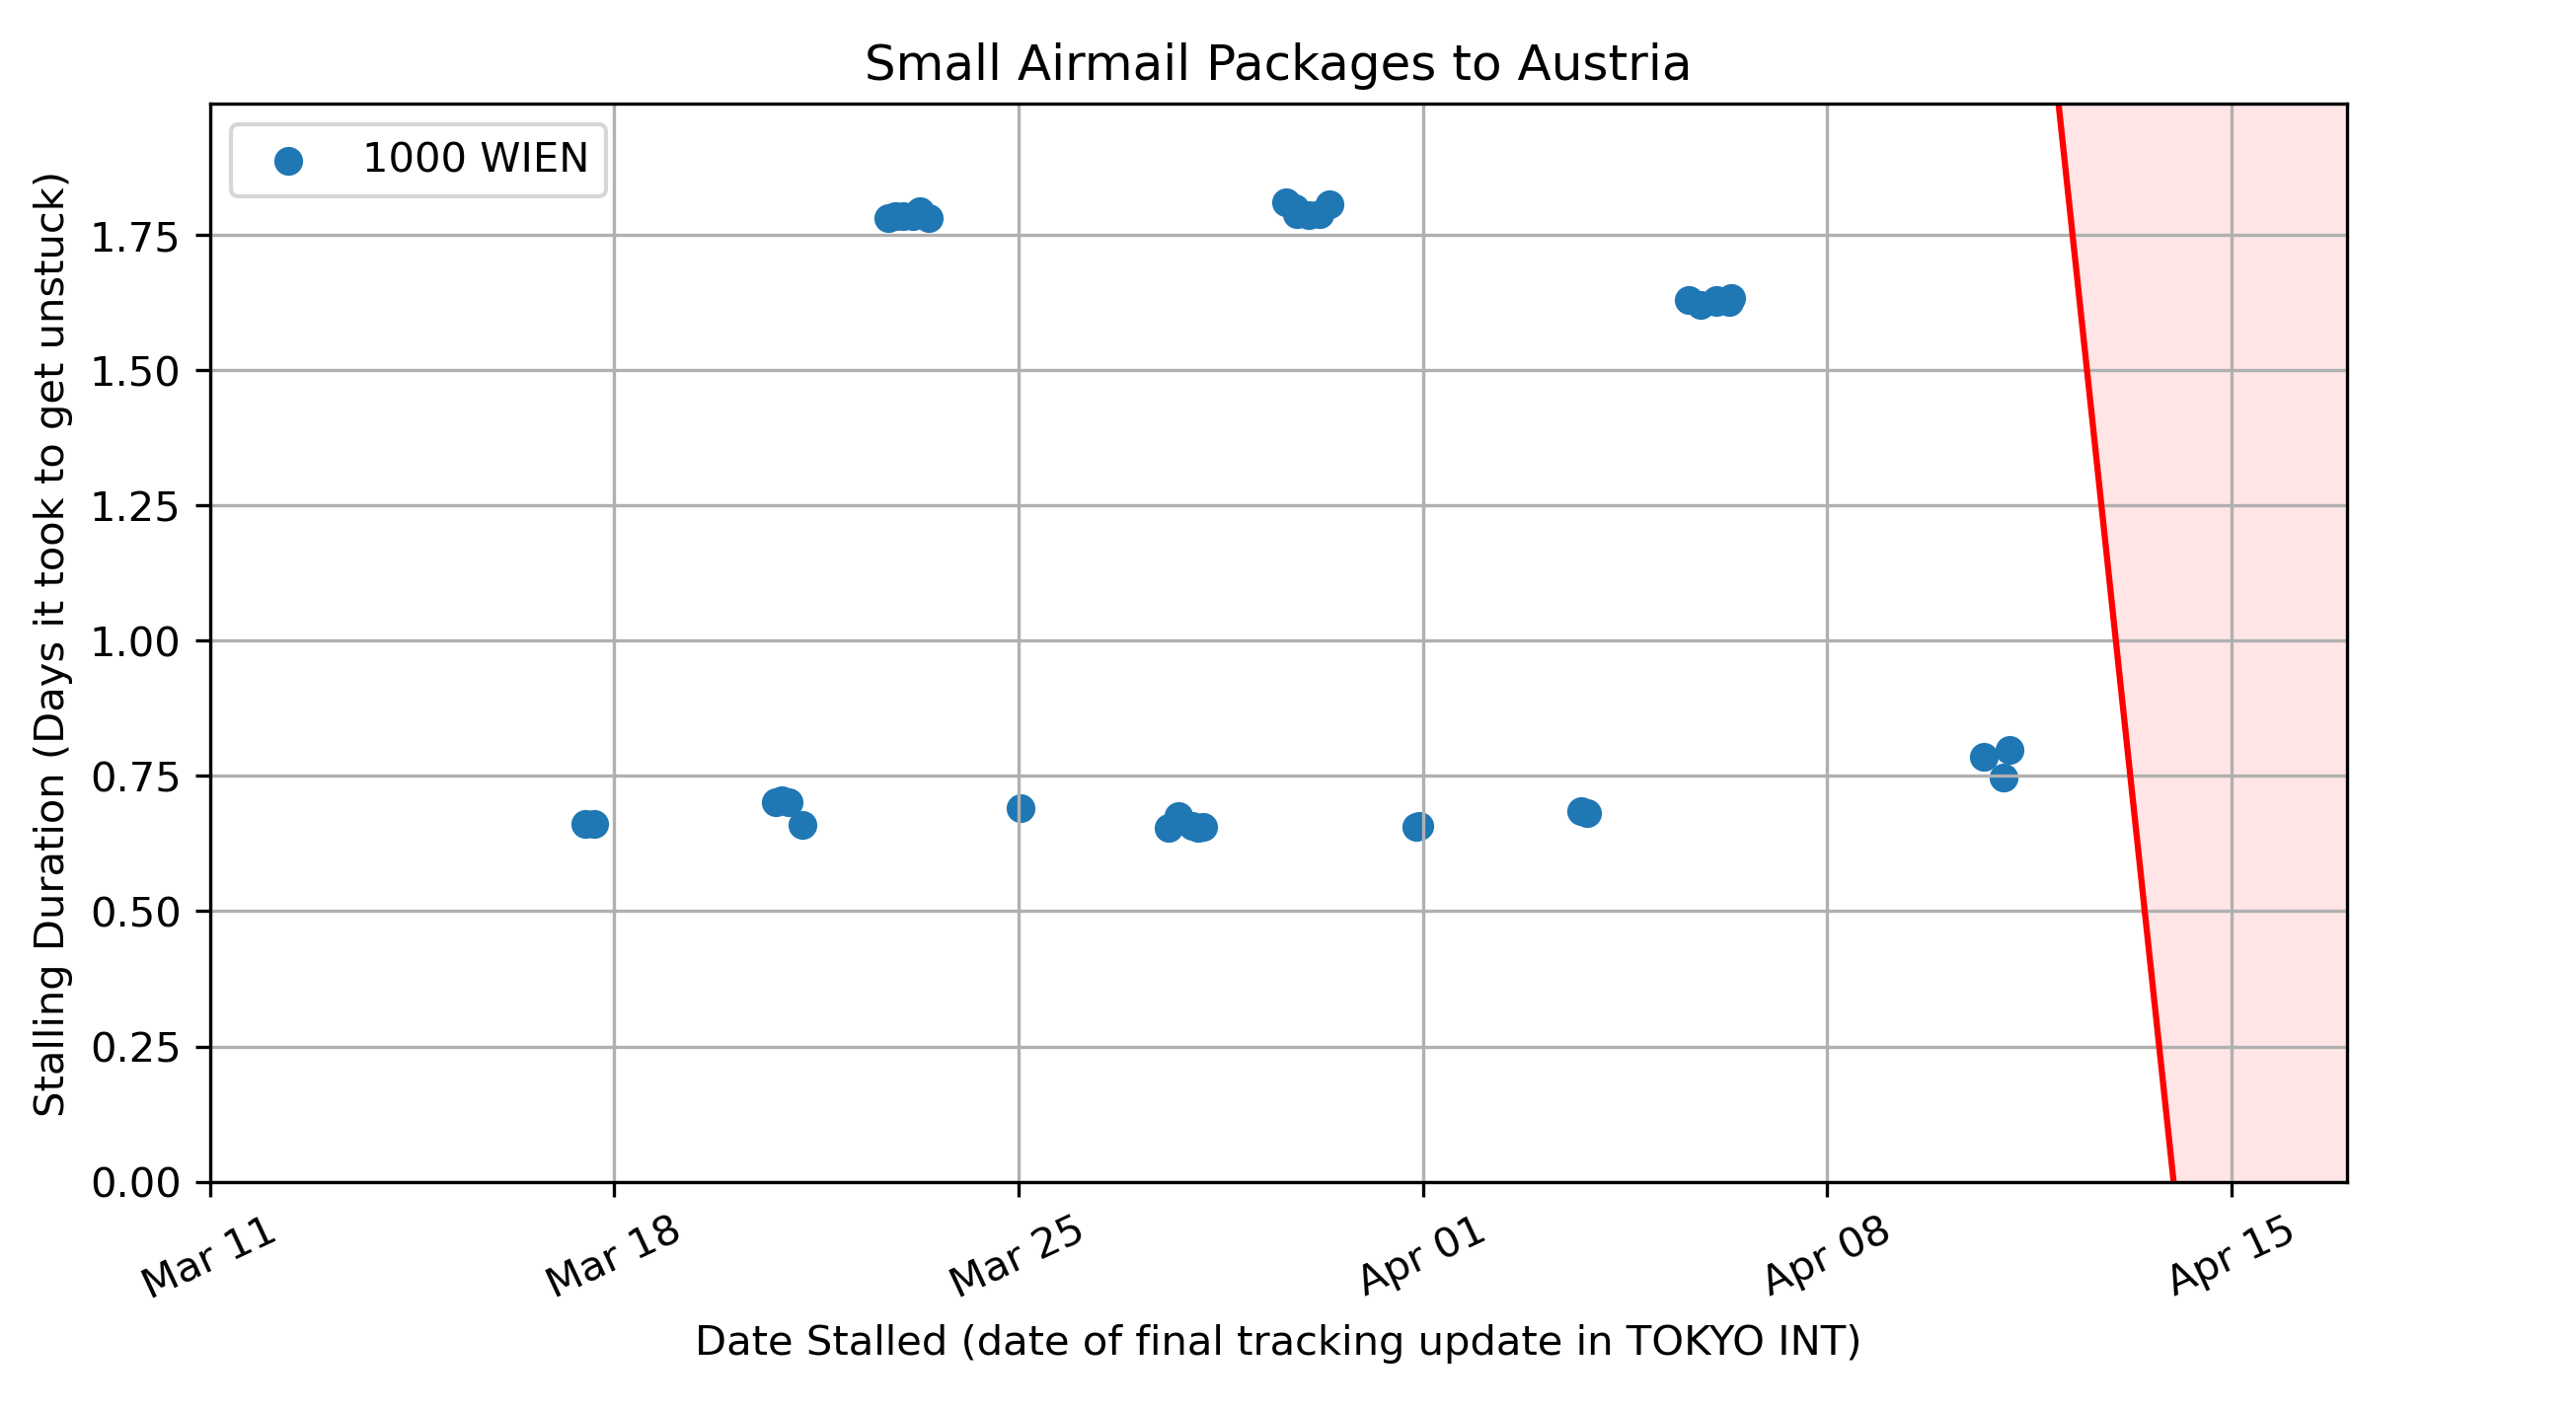 Small Airmail Packages to Austria
1000 WIEN
Stalling Duration (Days it took to get unstuck)
1.75
1.50
1.25
1.00
0.75
0.50
0.25
0.00
Mar 11
Mar 18
Mar 25
Apr 01
Apr 08
Apr 15
Date Stalled (date of final tracking update in TOKYO INT)